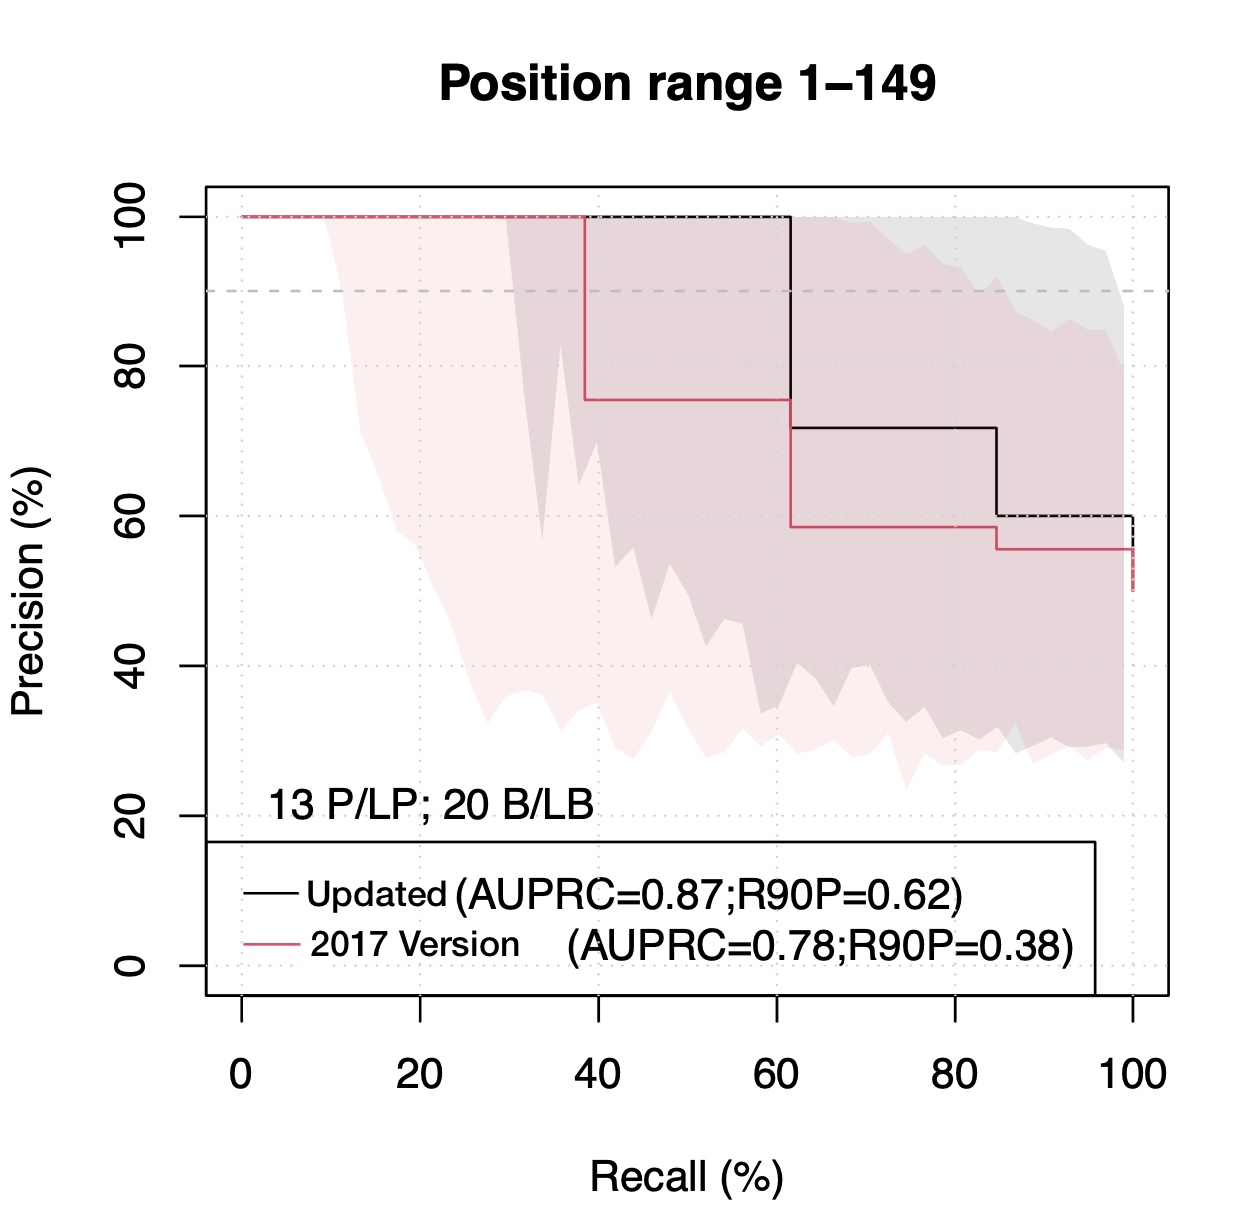 Position range 1–149
Precision (%)
100
80
60
40
20
0
13 P/LP; 20 B/LB
Updated (AUPRC=0.87;R90P=0.62)
2017 Version (AUPRC=0.78;R90P=0.38)
0 20 40 60 80 100
Recall (%)